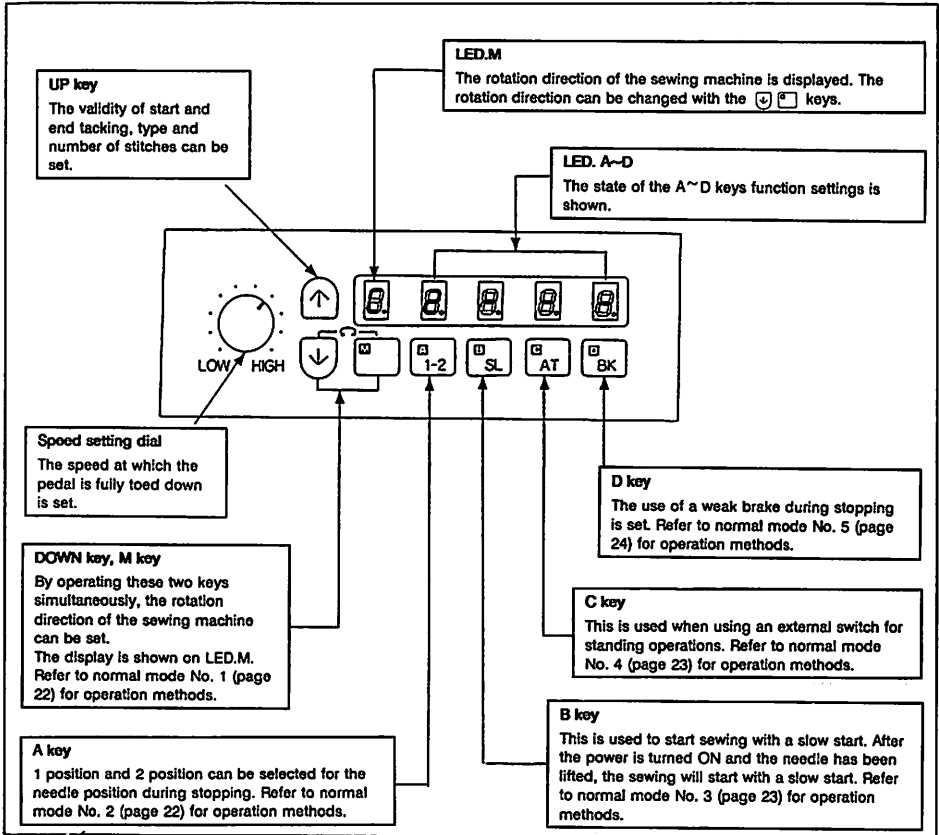 LED.M
The rotation direction of the sewing machine is displayed. The
rotation direction can be changed with the keys.
UP key
The validity of start and
end tacking, type and
number of stitches can be
set.
LED. A~D
The state of the A~D keys function settings is
shown.
8. 8. 8. 8. 8.
LOW HIGH
M
A 1-2
B SL
C AT
D BK
Speed setting dial
The speed at which the
pedal is fully toed down
is set.
D key
The use of a weak brake during stopping
is set. Refer to normal mode No. 5 (page
24) for operation methods.
DOWN key, M key
By operating these two keys
simultaneously, the rotation
direction of the sewing machine
can be set.
The display is shown on LED.M.
Refer to normal mode No. 1 (page
22) for operation methods.
C key
This is used when using an external switch for
standing operations. Refer to normal mode
No. 4 (page 23) for operation methods.
B key
This is used to start sewing with a slow start. After
the power is turned ON and the needle has been
lifted, the sewing will start with a slow start. Refer
to normal mode No. 3 (page 23) for operation
methods.
A key
1 position and 2 position can be selected for the
needle position during stopping. Refer to normal
mode No. 2 (page 22) for operation methods.